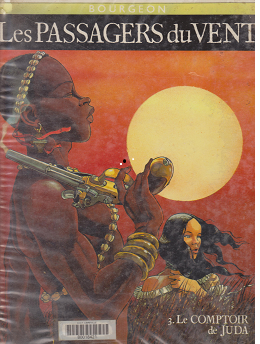 BOURGEON
Les PASSAGERS du VENT
3. Le COMPTOIR
de JUDA